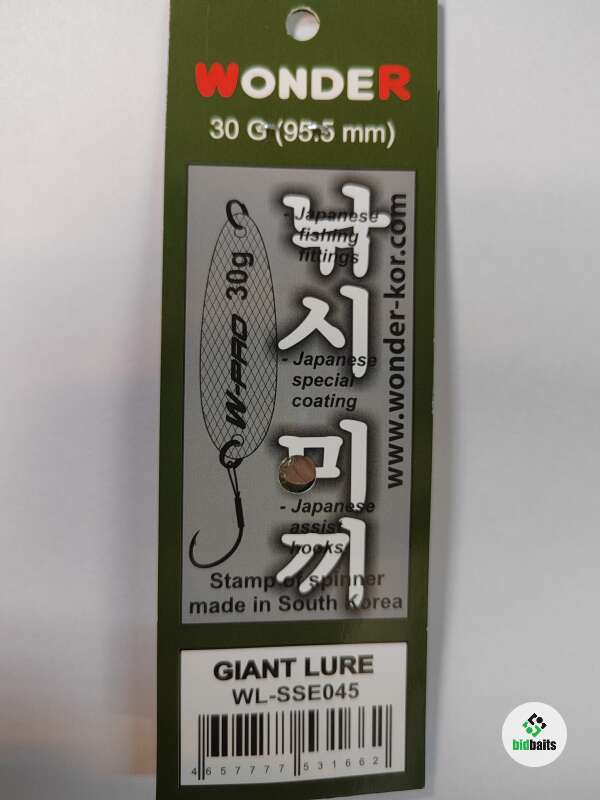 WONDER
30 G (95.5 mm)
W-PRO 30g
낚시미끼
- Japanese
fishing
fittings
- Japanese
special
coating
- Japanese
assist
hooks
www.wonder-kor.com
Stamp of spinner
made in South Korea
GIANT LURE
WL-SSE045
4657777531662
bidbaits